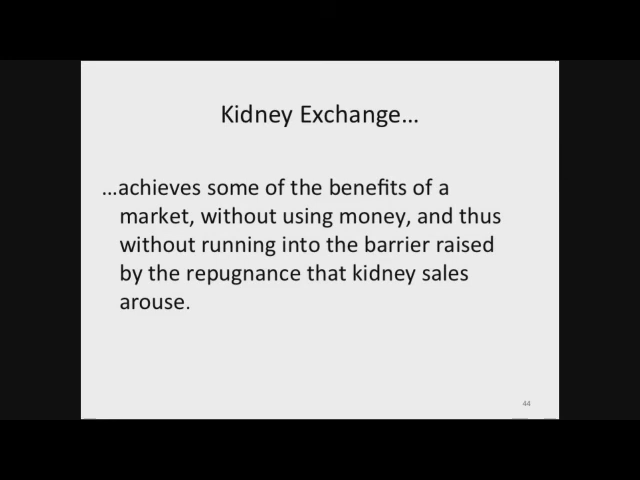 Kidney Exchange…
…achieves some of the benefits of a
market, without using money, and thus
without running into the barrier raised
by the repugnance that kidney sales
arouse.
44